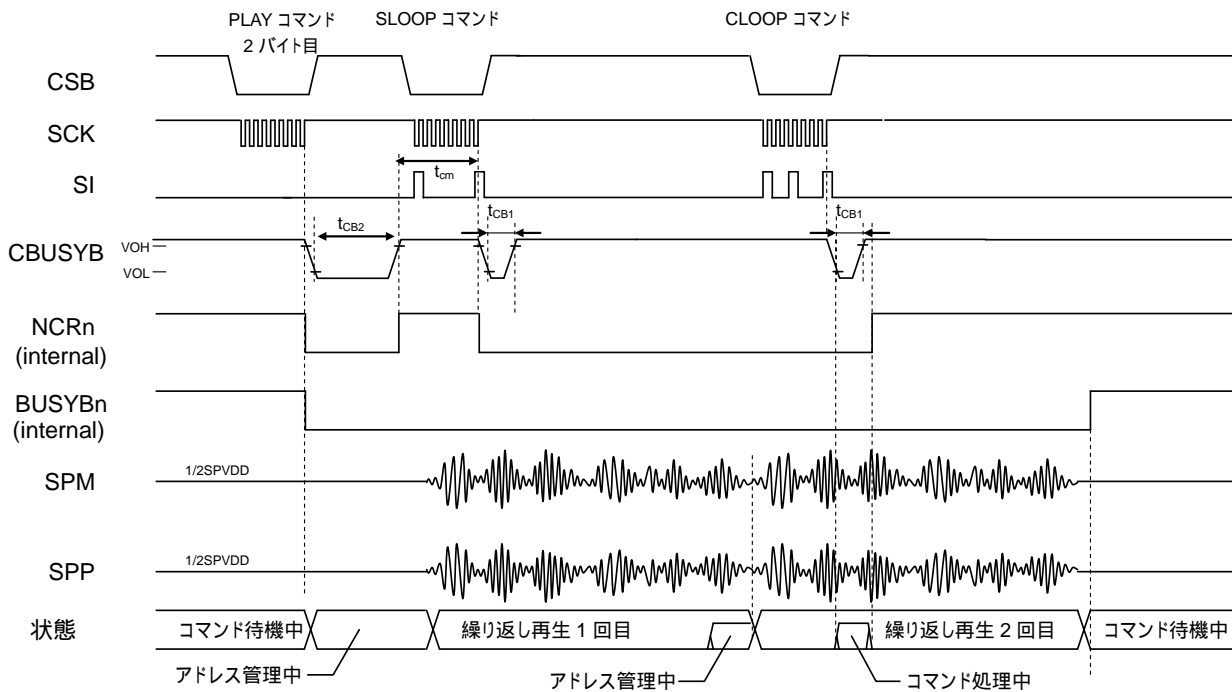 PLAY コマンド
2 バイト目
SLOOP コマンド
CLOOP コマンド
CSB
SCK
SI
tcm
CBUSYB
VOH
VOL
tCB2
tCB1
tCB1
NCRn
(internal)
BUSYBn
(internal)
SPM
1/2SPVDD
SPP
1/2SPVDD
状態
コマンド待機中
繰り返し再生 1 回目
繰り返し再生 2 回目
コマンド待機中
アドレス管理中
アドレス管理中
コマンド処理中